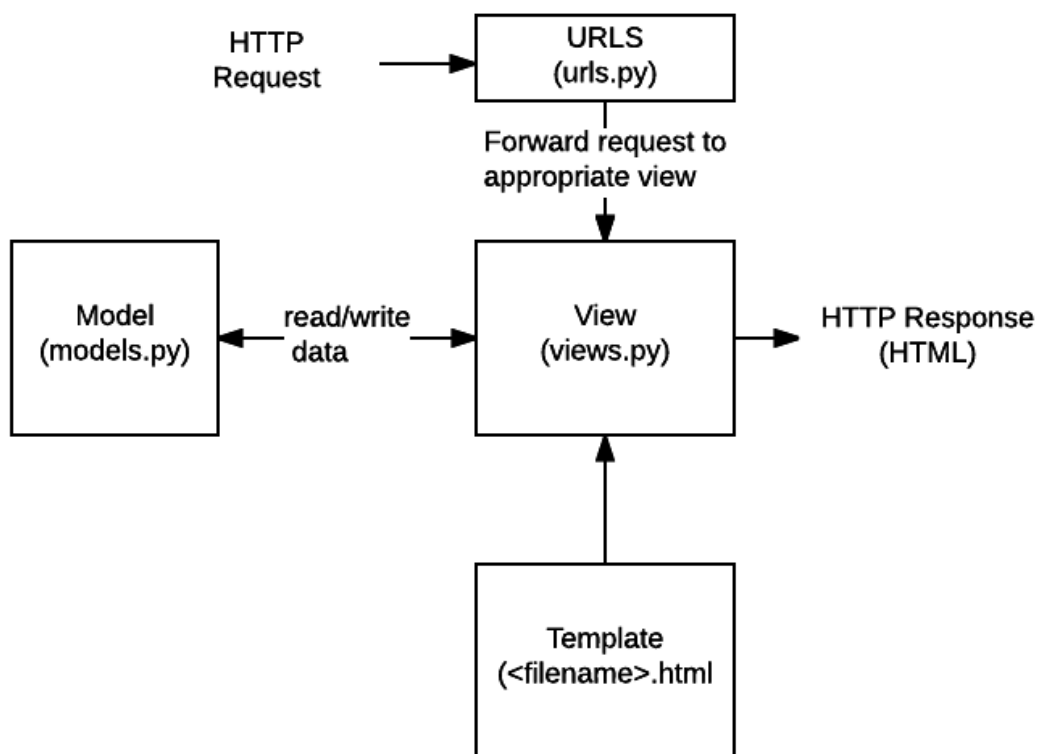 HTTP
Request
URLS
(urls.py)
Forward request to
appropriate view
Model
(models.py)
read/write
data
View
(views.py)
HTTP Response
(HTML)
Template
(<filename>.html